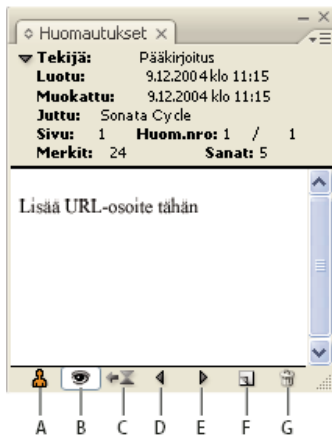 Huomautukset
Tekijä: Pääkirjoitus
Luotu: 9.12.2004 klo 11:15
Muokattu: 9.12.2004 klo 11:15
Juttu: Sonata Cycle
Sivu: 1 Huom.nro: 1 / 1
Merkit: 24 Sanat: 5
Lisää URL-osoite tähän
A B C D E F G